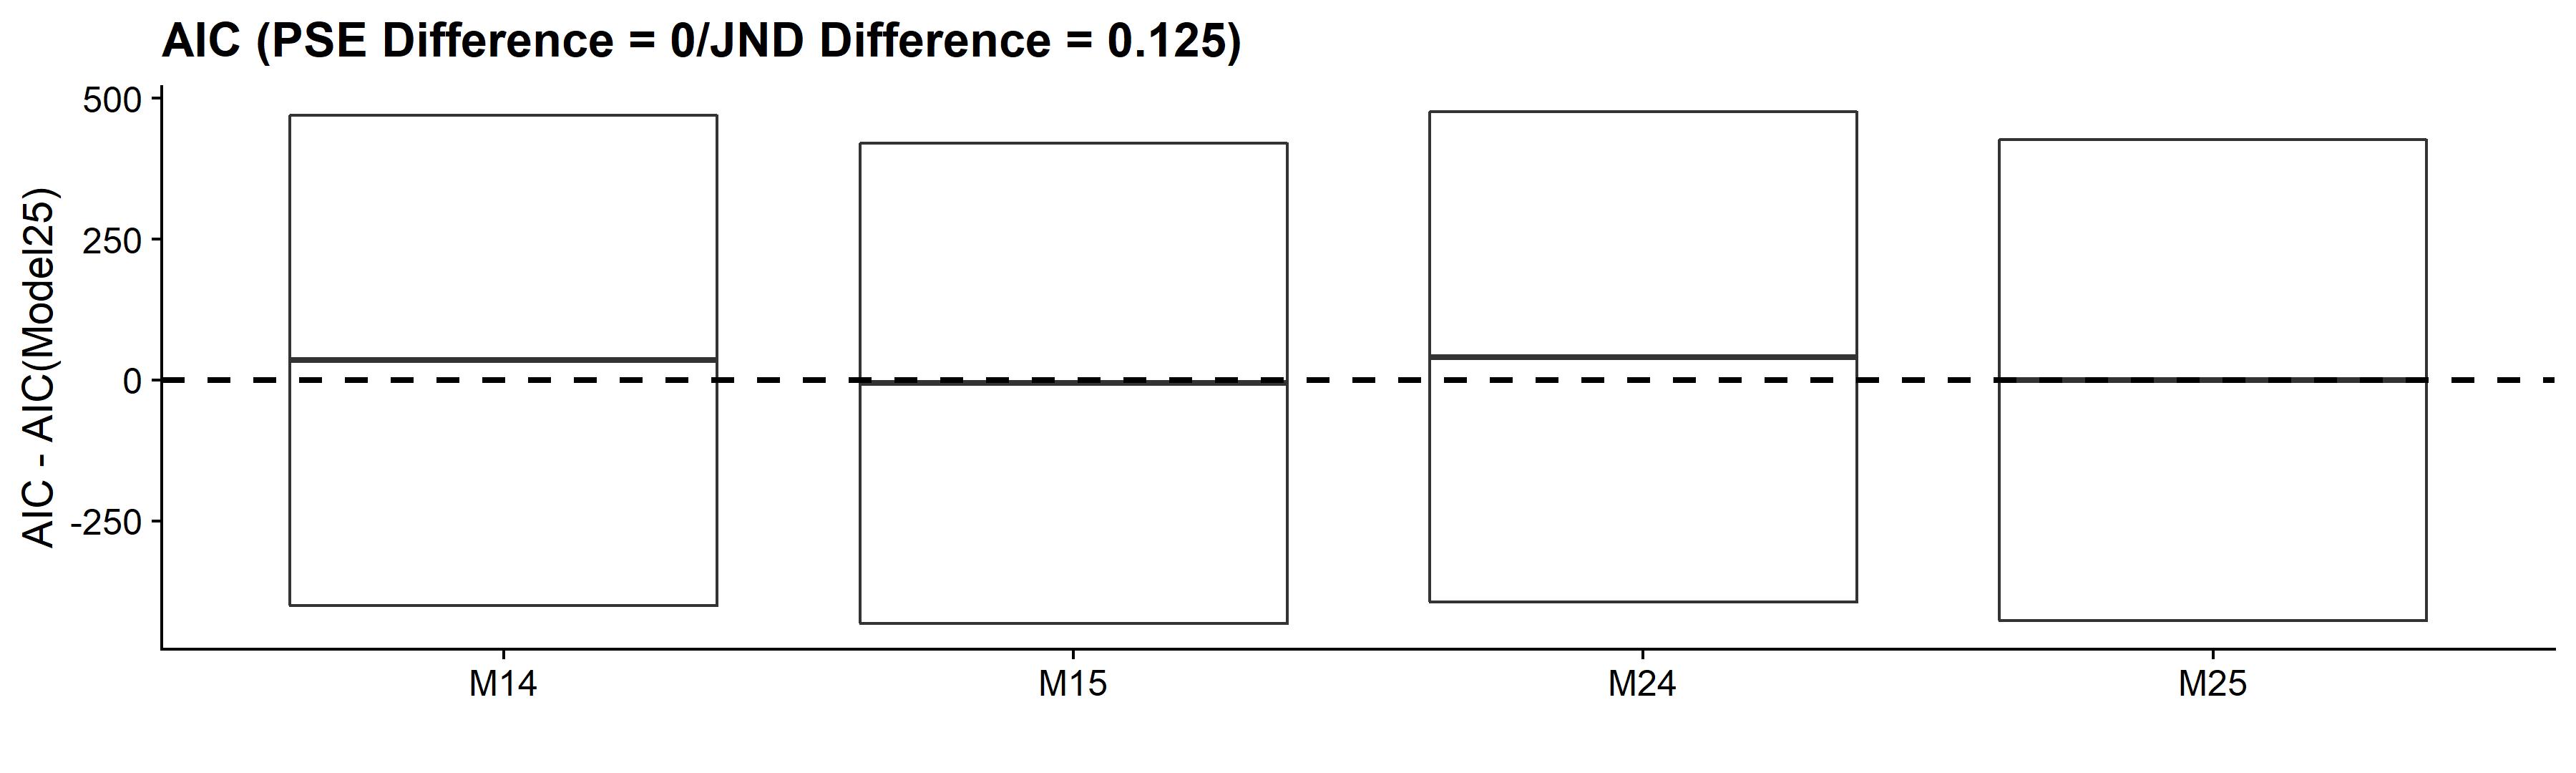 AIC (PSE Difference = 0/JND Difference = 0.125)
AIC - AIC(Model25)
500
250
0
-250
M14 M15 M24 M25